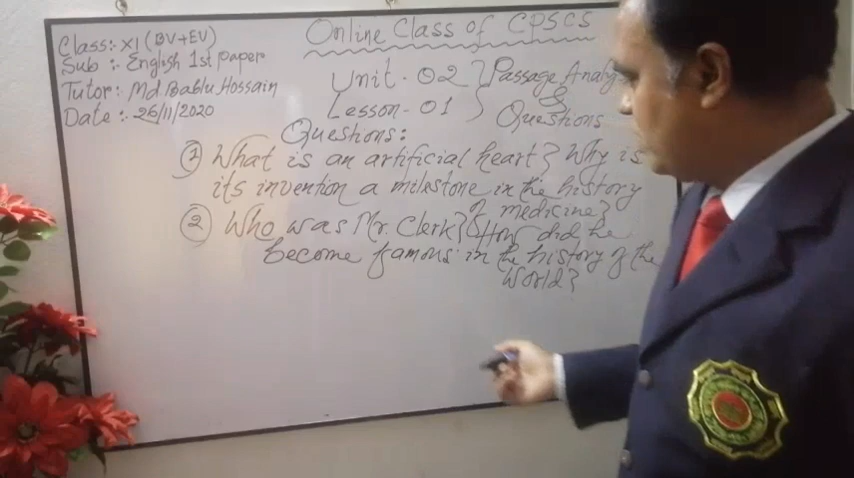 Online Class of CPSCS
Class:- XI (BV+EV)
Sub :- English 1st paper
Tutor: Md Bablu Hossain
Date :- 26/11/2020
Unit - 02 } Passage Analys
&
Lesson - 01 } Questions
Questions:
① What is an artificial heart? Why is
its invention a milestone in the history
of medicine?
② Who was Mr. Clerk? How did he
become famous in the history of the
World?